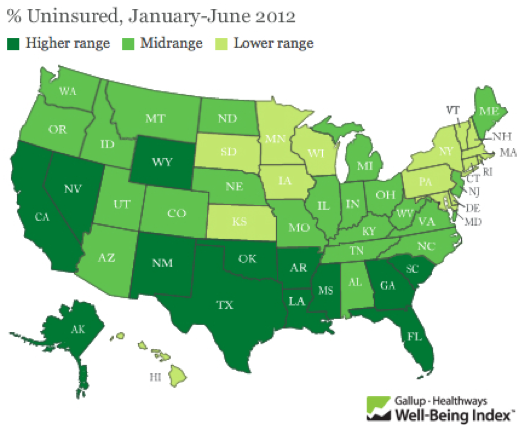 % Uninsured, January-June 2012
Higher range Midrange Lower range
WA
MT
ND
MN
VT
ME
OR
ID
SD
WI
NY
NH
MA
WY
MI
RI
CT
IA
PA
NJ
NV
NE
IL
IN
OH
DE
MD
UT
CO
KS
MO
WV
VA
CA
KY
NC
AZ
NM
OK
AR
TN
SC
TX
LA
MS
AL
GA
AK
FL
HI
Gallup · Healthways
Well-Being Index™